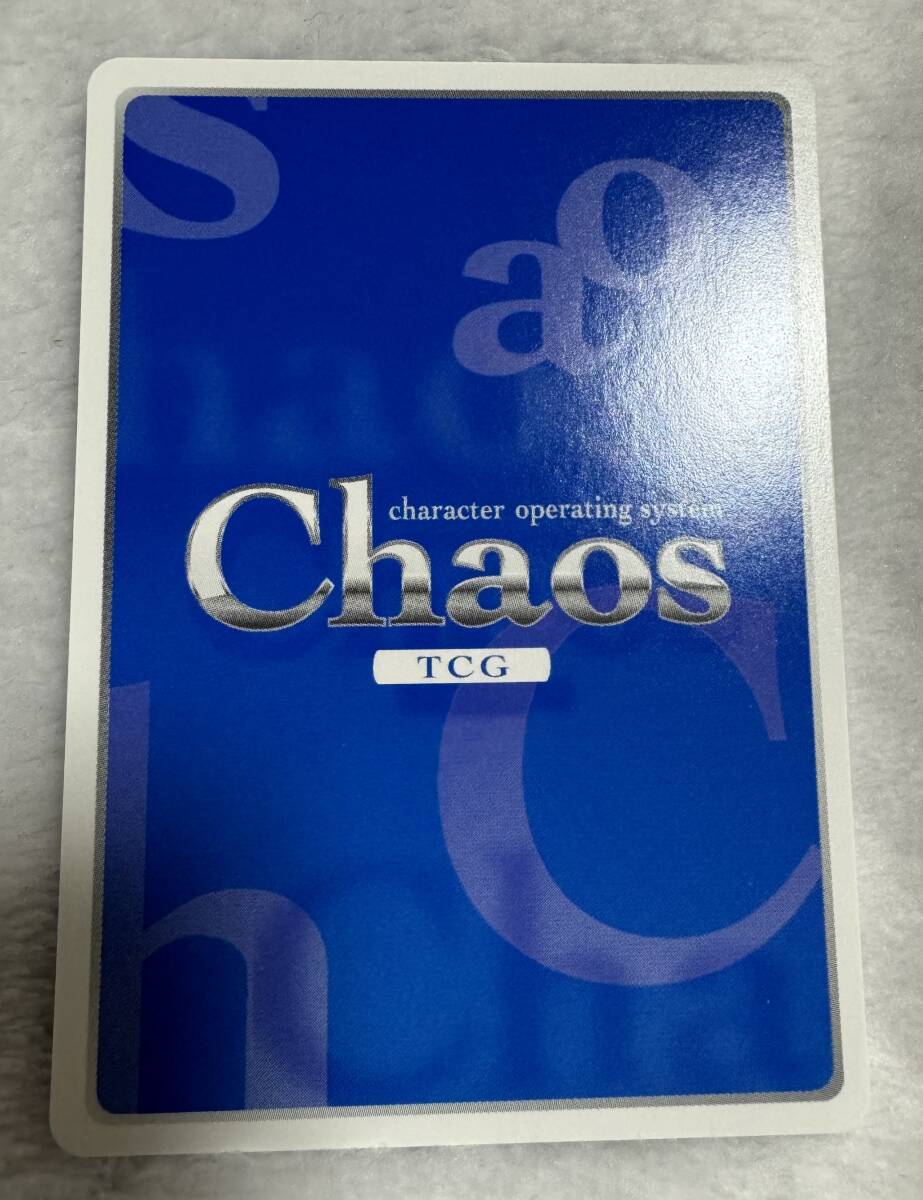 s
o
a
character operating system
Chaos
TCG
C
h